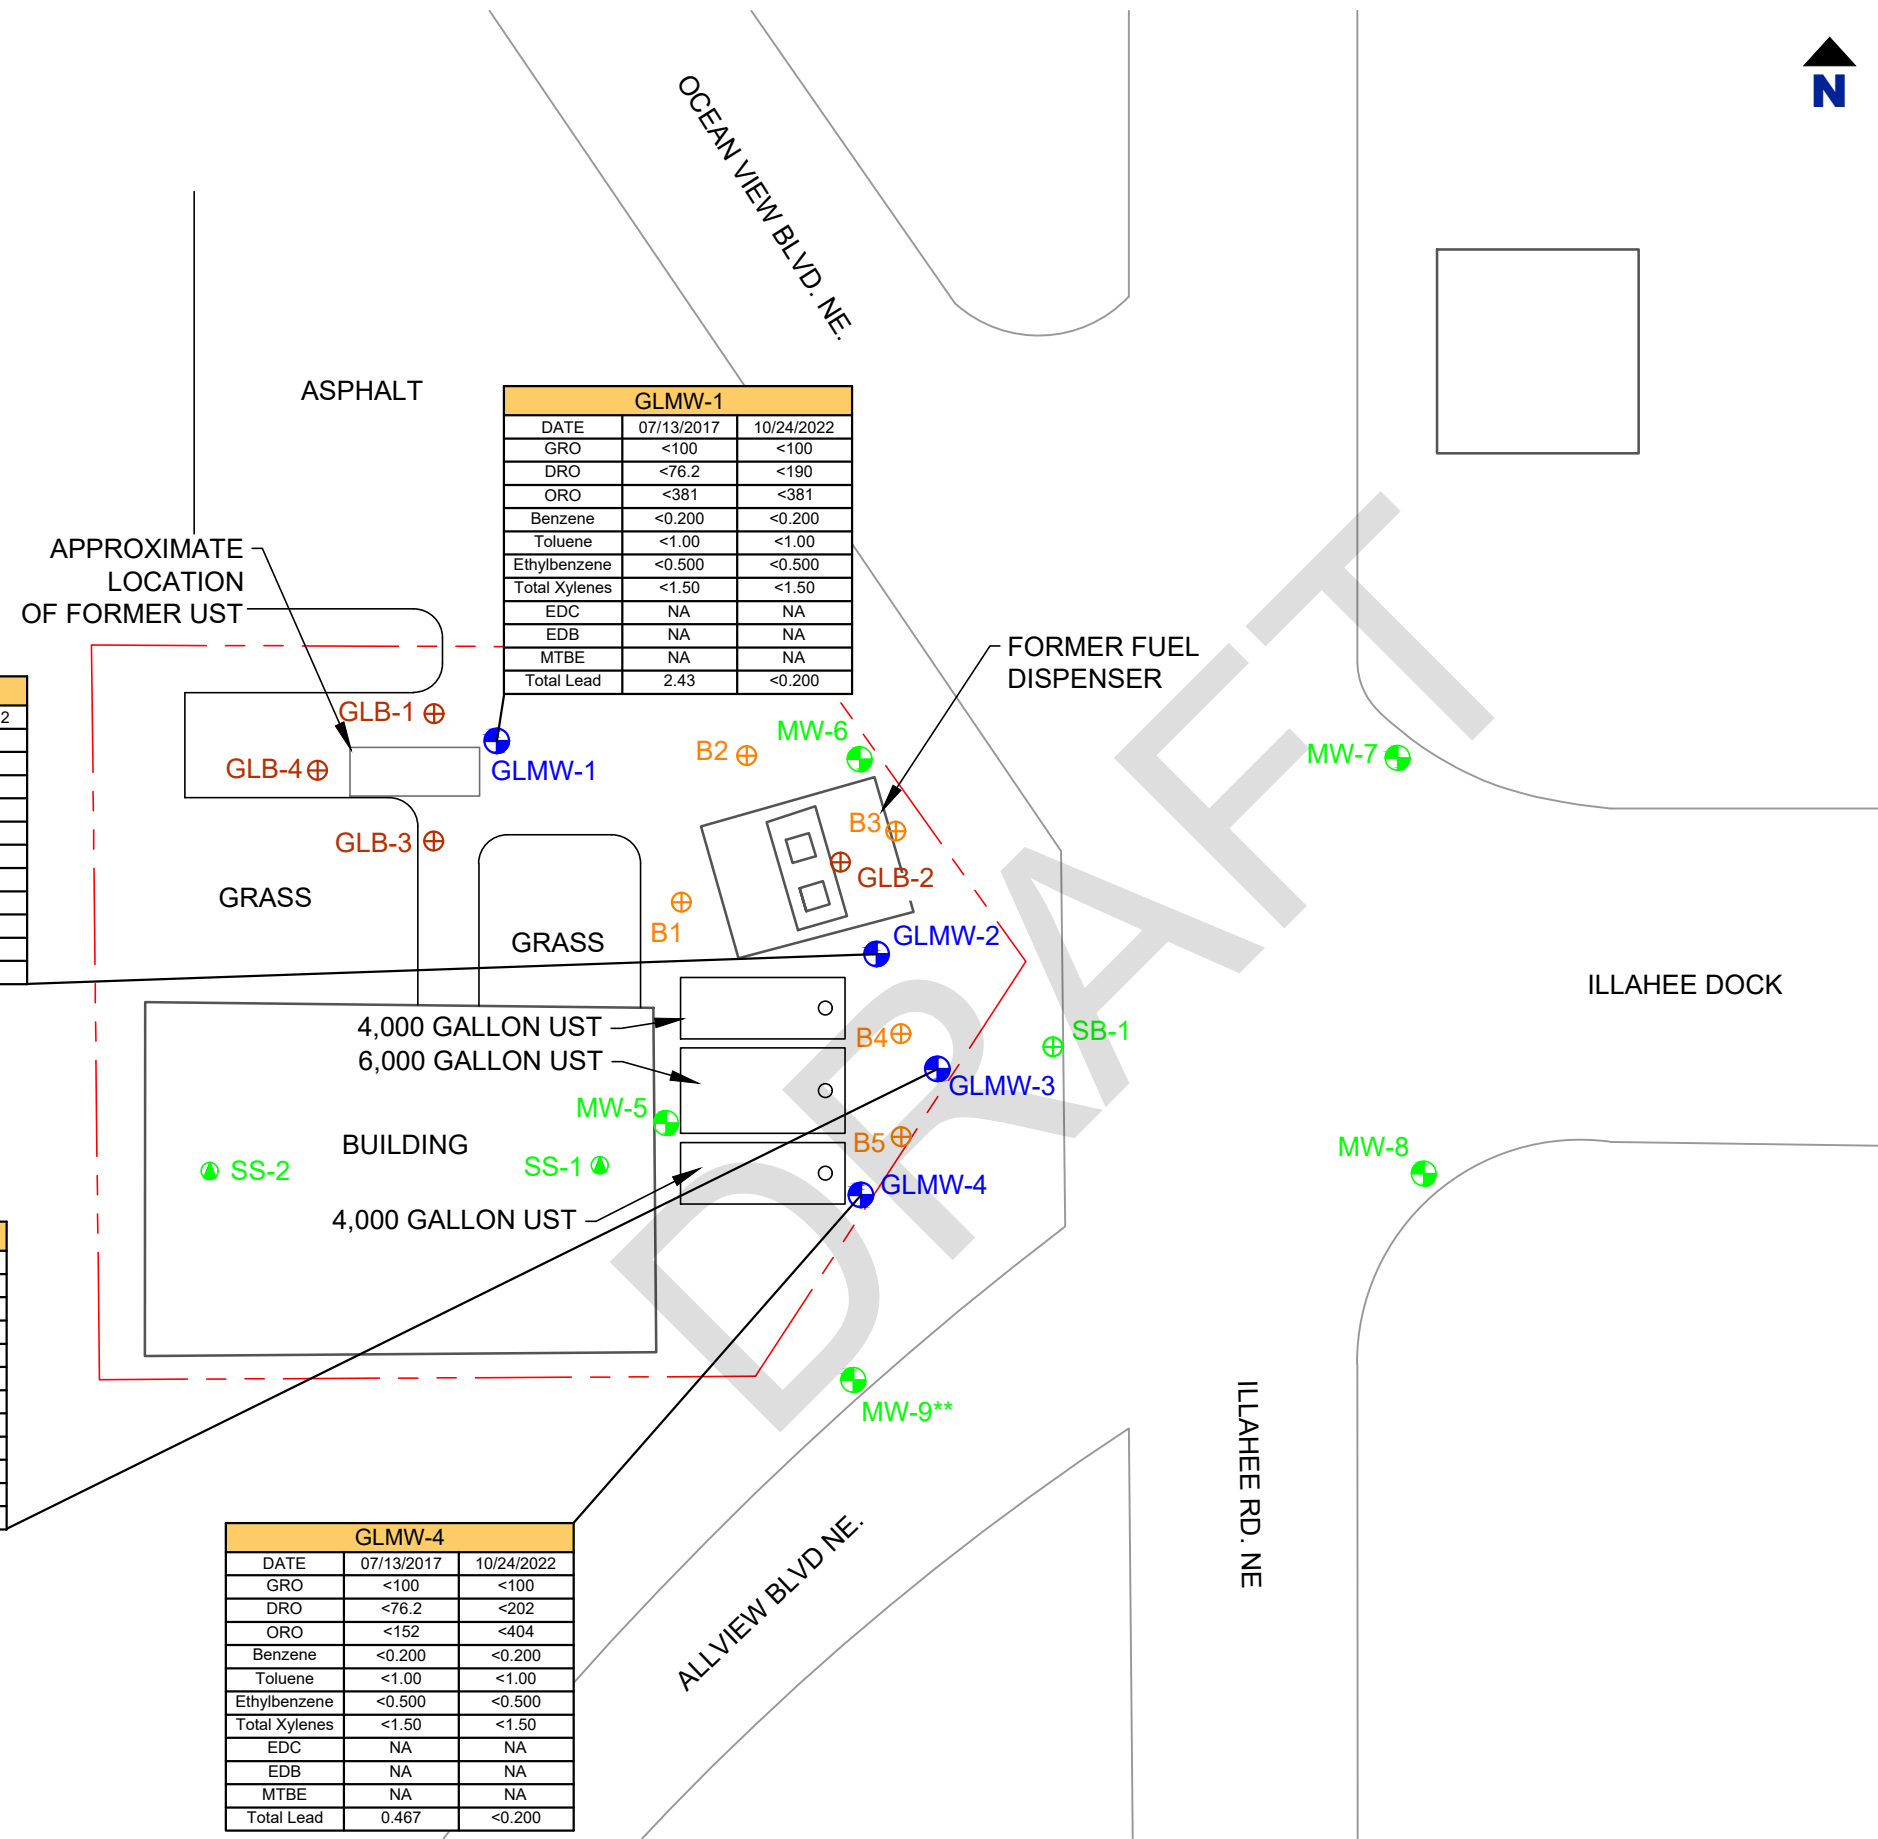 N
OCEAN VIEW BLVD. NE.
ASPHALT
GLMW-1
DATE 07/13/2017 10/24/2022
GRO <100 <100
DRO <76.2 <190
ORO <381 <381
Benzene <0.200 <0.200
Toluene <1.00 <1.00
Ethylbenzene <0.500 <0.500
Total Xylenes <1.50 <1.50
EDC NA NA
EDB NA NA
MTBE NA NA
Total Lead 2.43 <0.200
APPROXIMATE
LOCATION
OF FORMER UST
FORMER FUEL
DISPENSER
2
GLB-1
GLMW-1
GLB-4
B2
MW-6
MW-7
B3
GLB-3
GLB-2
GRASS
B1
GRASS
GLMW-2
ILLAHEE DOCK
4,000 GALLON UST
6,000 GALLON UST
B4
SB-1
GLMW-3
MW-5
BUILDING
B5
MW-8
SS-2
SS-1
GLMW-4
4,000 GALLON UST
MW-9**
DRAFT
ILLAHEE RD. NE
ALLVIEW BLVD NE.
GLMW-4
DATE 07/13/2017 10/24/2022
GRO <100 <100
DRO <76.2 <202
ORO <152 <404
Benzene <0.200 <0.200
Toluene <1.00 <1.00
Ethylbenzene <0.500 <0.500
Total Xylenes <1.50 <1.50
EDC NA NA
EDB NA NA
MTBE NA NA
Total Lead 0.467 <0.200